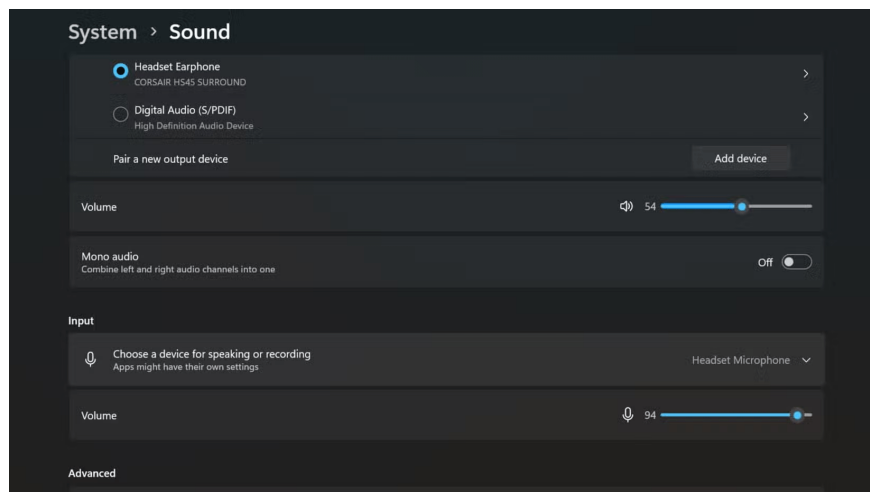 System > Sound
Headset Earphone
CORSAIR HS45 SURROUND
Digital Audio (S/PDIF)
High Definition Audio Device
Pair a new output device
Add device
Volume
54
Mono audio
Combine left and right audio channels into one
Off
Input
Choose a device for speaking or recording
Apps might have their own settings
Headset Microphone
Volume
94
Advanced